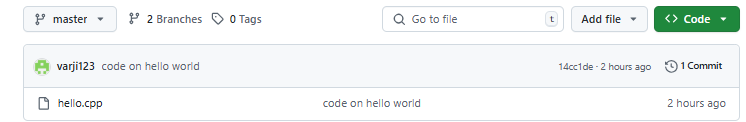 master 2 Branches 0 Tags Go to file t Add file <> Code
varji123 code on hello world 14cc1de · 2 hours ago 1 Commit
hello.cpp code on hello world 2 hours ago